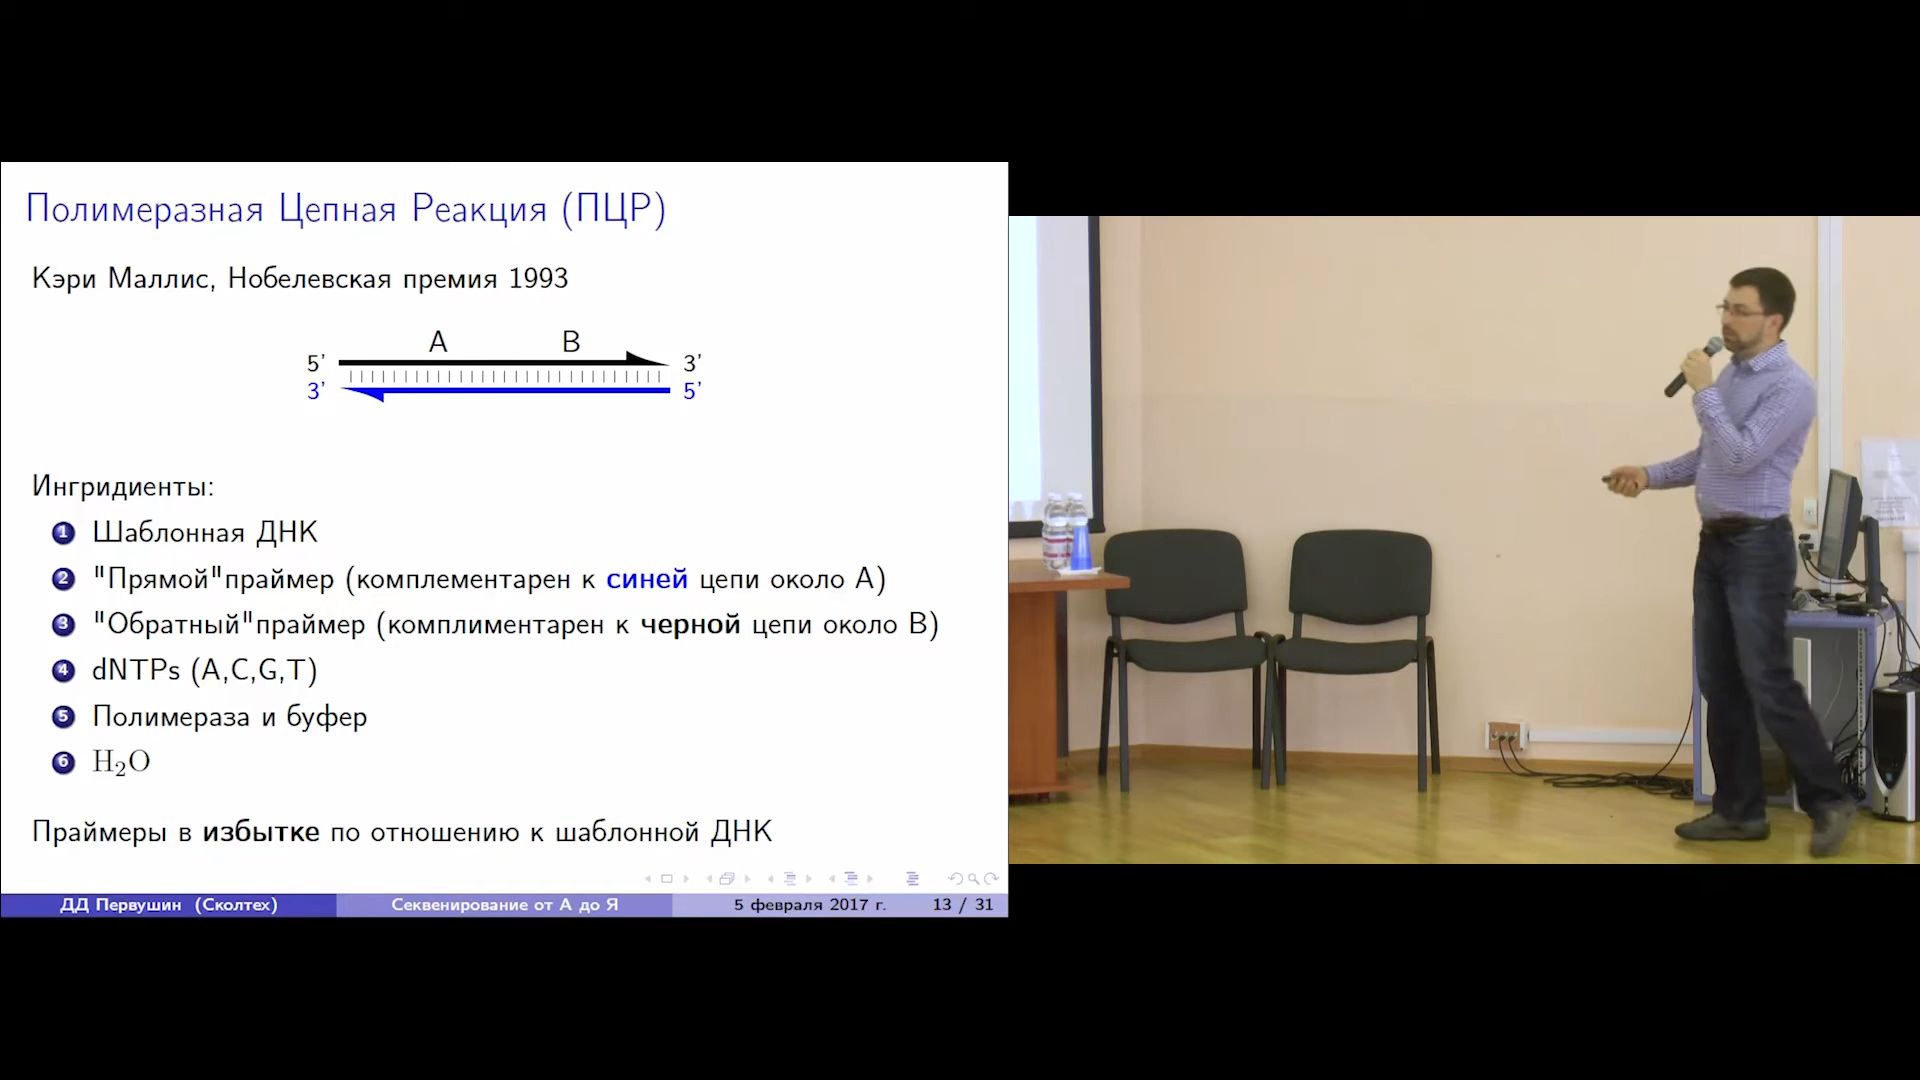 Полимеразная Цепная Реакция (ПЦР)
Кэри Маллис, Нобелевская премия 1993
A B
5' 3'
3' 5'
Ингридиенты:
1 Шаблонная ДНК
2 "Прямой"праймер (комплементарен к синей цепи около A)
3 "Обратный"праймер (комплиментарен к черной цепи около B)
4 dNTPs (A,C,G,T)
5 Полимераза и буфер
6 H₂O
Праймеры в избытке по отношению к шаблонной ДНК
ДД Первушин (Сколтех) Секвенирование от А до Я 5 февраля 2017 г. 13 / 31